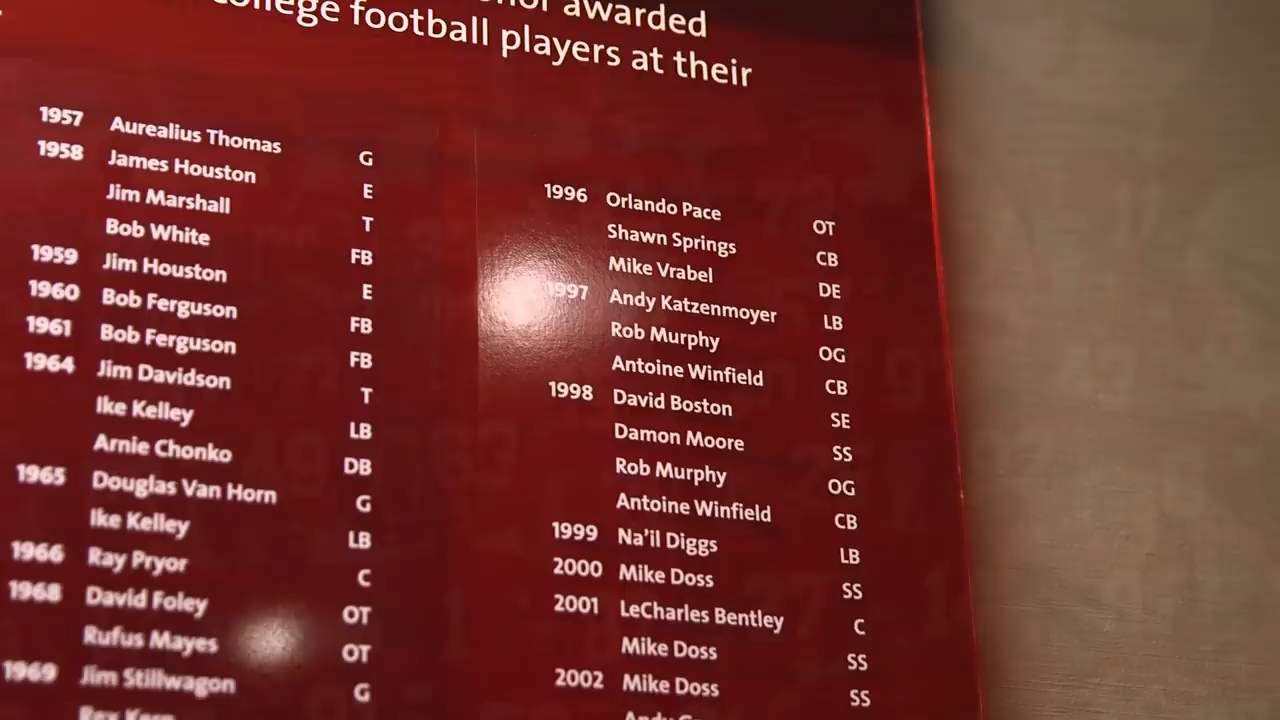 awarded
football players at their
1957 Aurealius Thomas G
1958 James Houston E
Jim Marshall T
Bob White FB
1959 Jim Houston E
1960 Bob Ferguson FB
1961 Bob Ferguson FB
1964 Jim Davidson T
Ike Kelley LB
Arnie Chonko DB
1965 Douglas Van Horn G
Ike Kelley LB
1966 Ray Pryor C
1968 David Foley OT
Rufus Mayes OT
1969 Jim Stillwagon G
1996 Orlando Pace OT
Shawn Springs CB
Mike Vrabel DE
1997 Andy Katzenmoyer LB
Rob Murphy OG
Antoine Winfield CB
1998 David Boston SE
Damon Moore SS
Rob Murphy OG
Antoine Winfield CB
1999 Na'il Diggs LB
2000 Mike Doss SS
2001 LeCharles Bentley C
Mike Doss SS
2002 Mike Doss SS